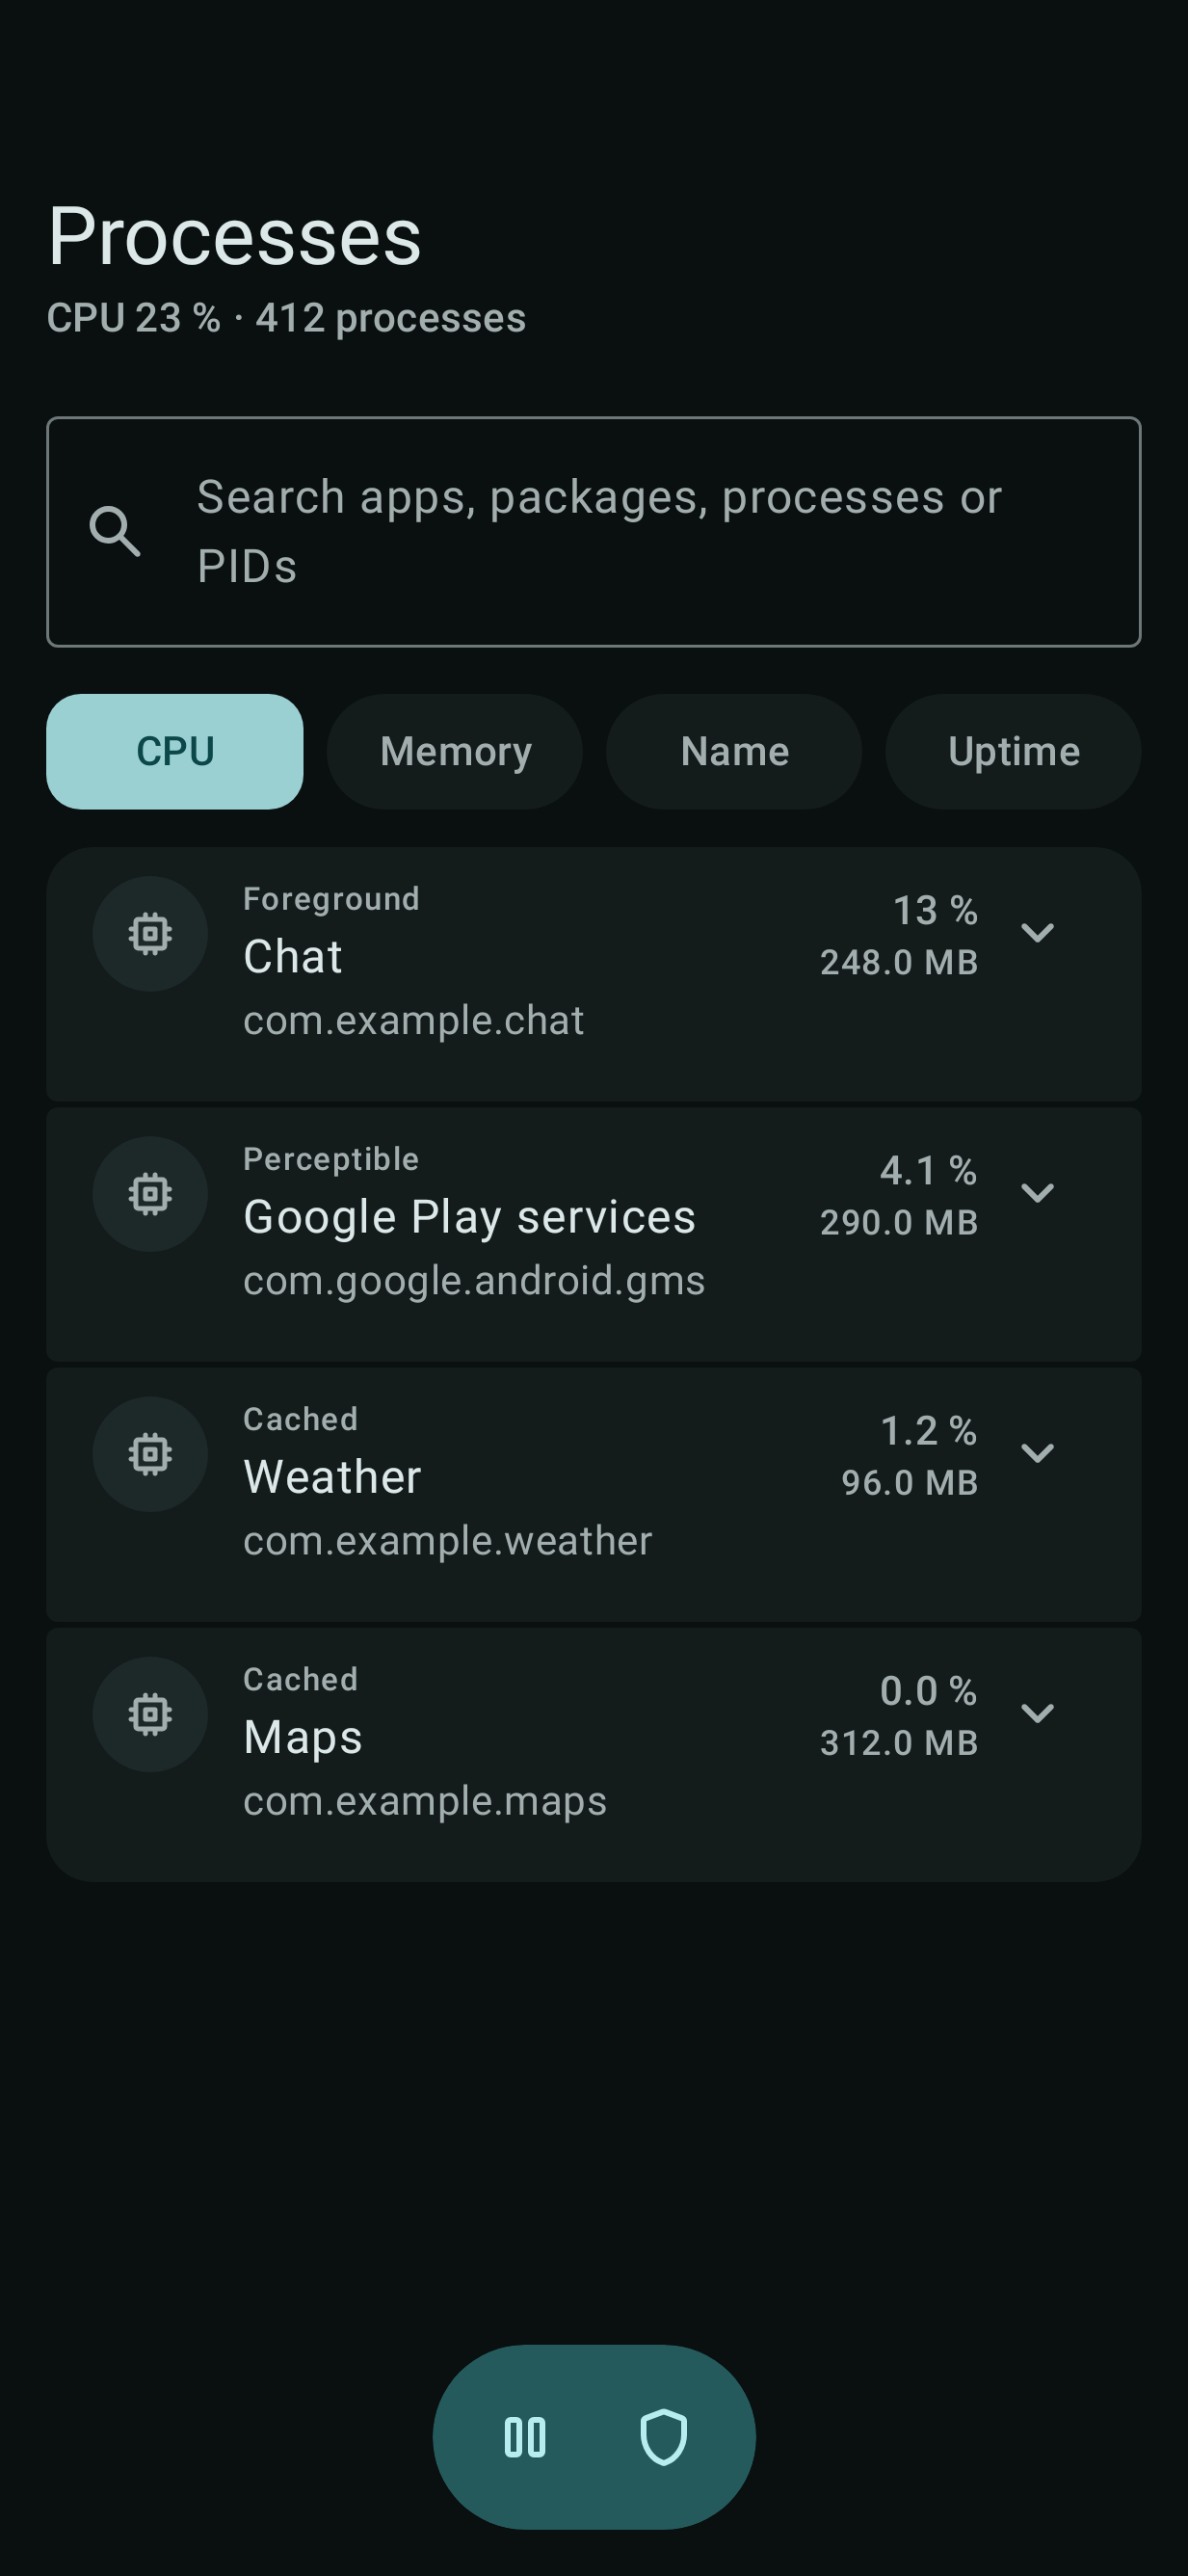 Processes
CPU 23 % · 412 processes
Search apps, packages, processes or
PIDs
CPU
Memory
Name
Uptime
Foreground
Chat
com.example.chat
13 %
248.0 MB
Perceptible
Google Play services
com.google.android.gms
4.1 %
290.0 MB
Cached
Weather
com.example.weather
1.2 %
96.0 MB
Cached
Maps
com.example.maps
0.0 %
312.0 MB